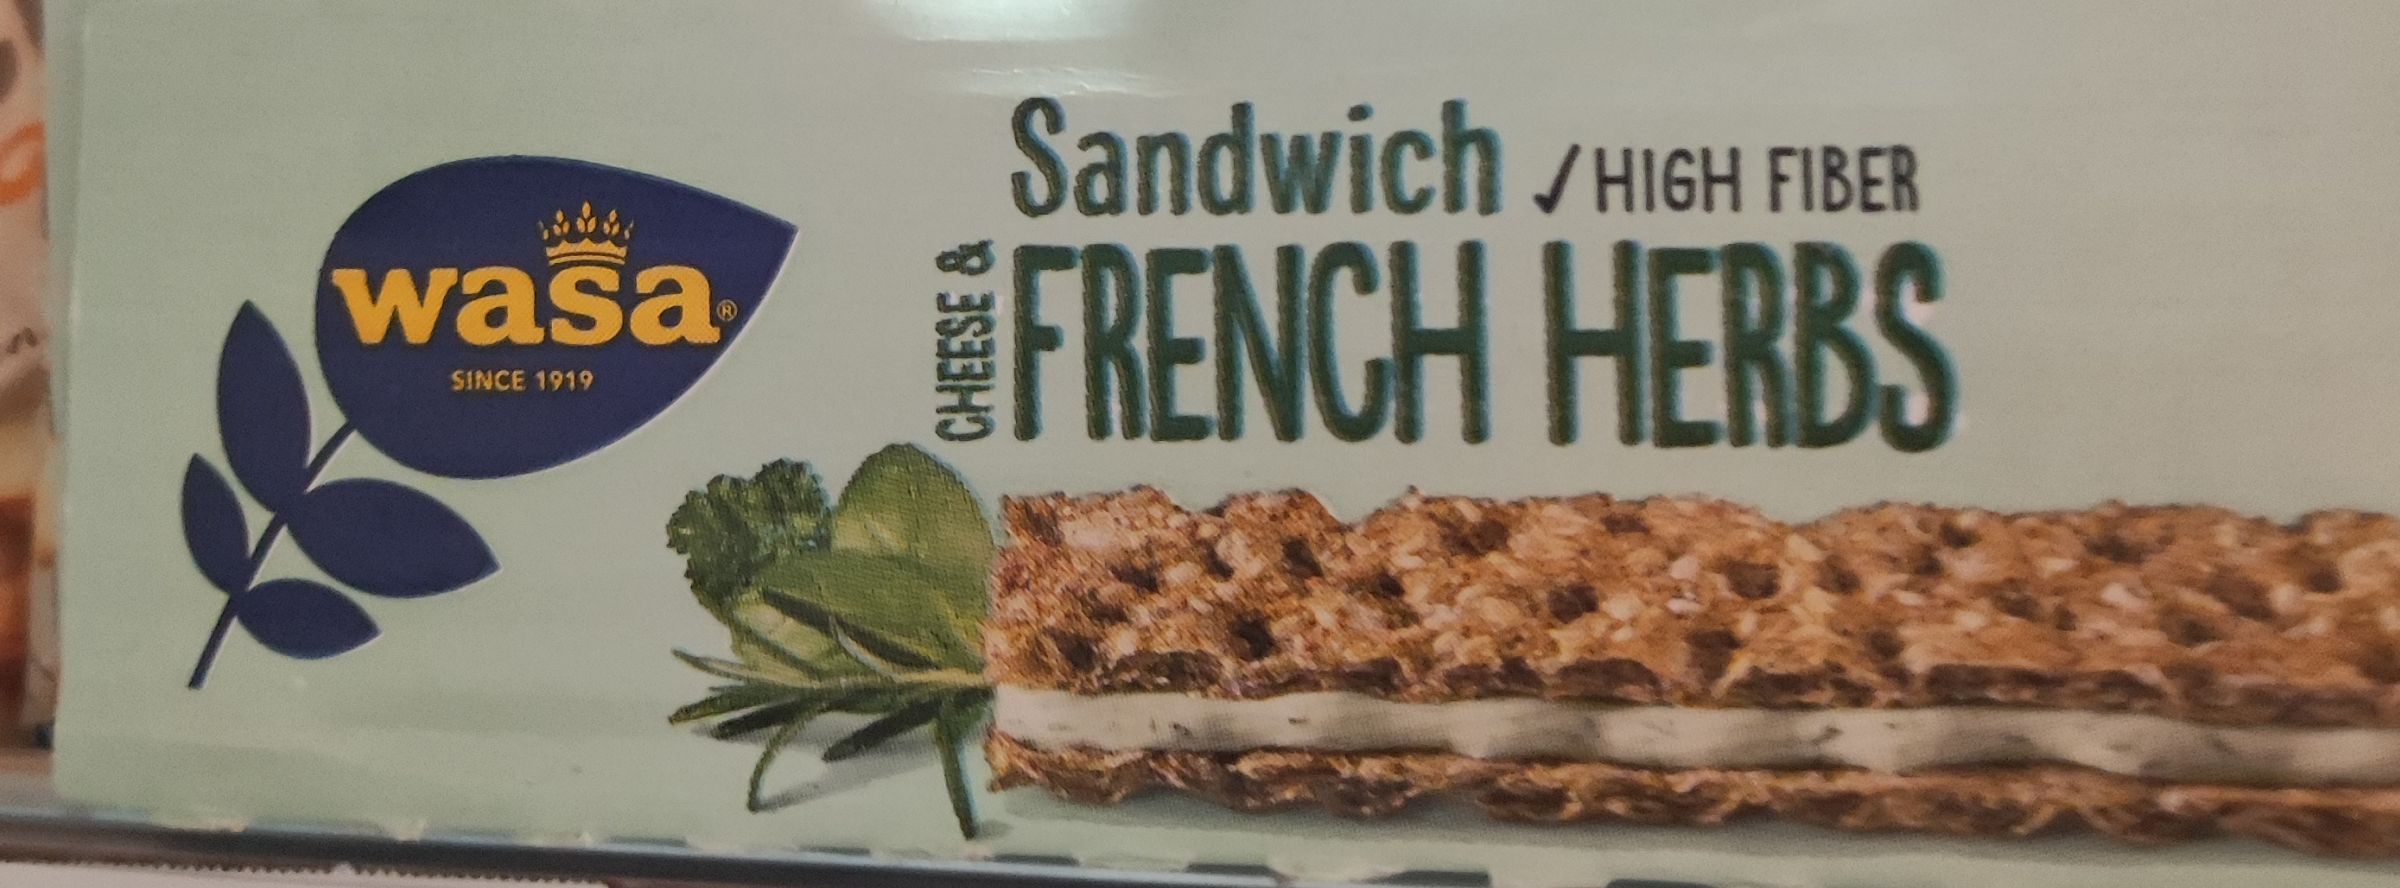 wasa®
SINCE 1919
Sandwich ✓HIGH FIBER
CHEESE &
FRENCH HERBS